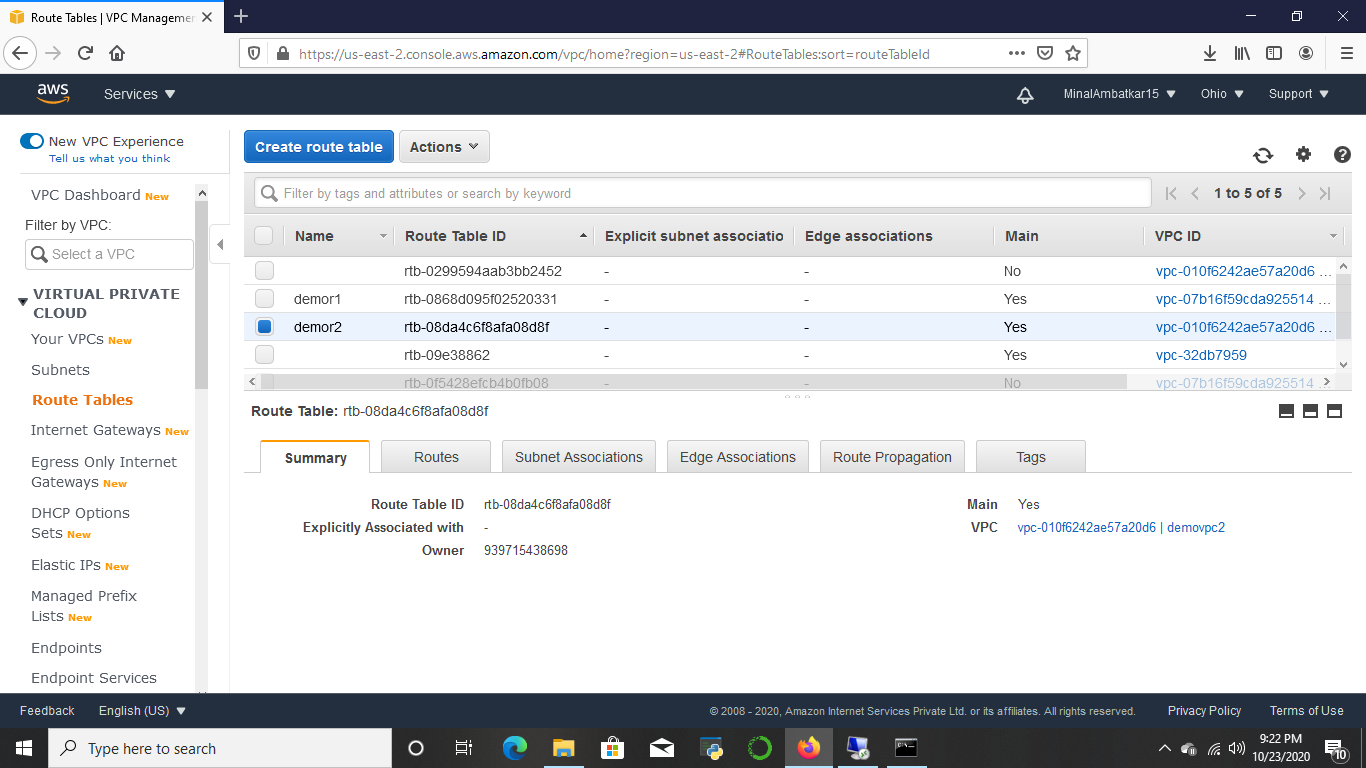 Route Tables | VPC Managemen
https://us-east-2.console.aws.amazon.com/vpc/home?region=us-east-2#RouteTables:sort=routeTableId
aws
Services
MinalAmbatkar15
Ohio
Support
New VPC Experience
Tell us what you think
Create route table
Actions
VPC Dashboard New
Filter by tags and attributes or search by keyword
1 to 5 of 5
Filter by VPC:
Select a VPC
Name
Route Table ID
Explicit subnet associatio
Edge associations
Main
VPC ID
rtb-0299594aab3bb2452 - - No vpc-010f6242ae57a20d6 ...
demor1 rtb-0868d095f02520331 - - Yes vpc-07b16f59cda925514 ...
demor2 rtb-08da4c6f8afa08d8f - - Yes vpc-010f6242ae57a20d6 ...
rtb-09e38862 - - Yes vpc-32db7959
rtb-0f5428efcb4b0fb08 - - No vpc-07b16f59cda925514 ...
VIRTUAL PRIVATE
CLOUD
Your VPCs New
Subnets
Route Tables
Internet Gateways New
Egress Only Internet
Gateways New
DHCP Options
Sets New
Elastic IPs New
Managed Prefix
Lists New
Endpoints
Endpoint Services
Route Table: rtb-08da4c6f8afa08d8f
Summary
Routes
Subnet Associations
Edge Associations
Route Propagation
Tags
Route Table ID rtb-08da4c6f8afa08d8f
Explicitly Associated with -
Owner 939715438698
Main Yes
VPC vpc-010f6242ae57a20d6 | demovpc2
Feedback
English (US)
© 2008 - 2020, Amazon Internet Services Private Ltd. or its affiliates. All rights reserved.
Privacy Policy
Terms of Use
Type here to search
9:22 PM
10/23/2020
10